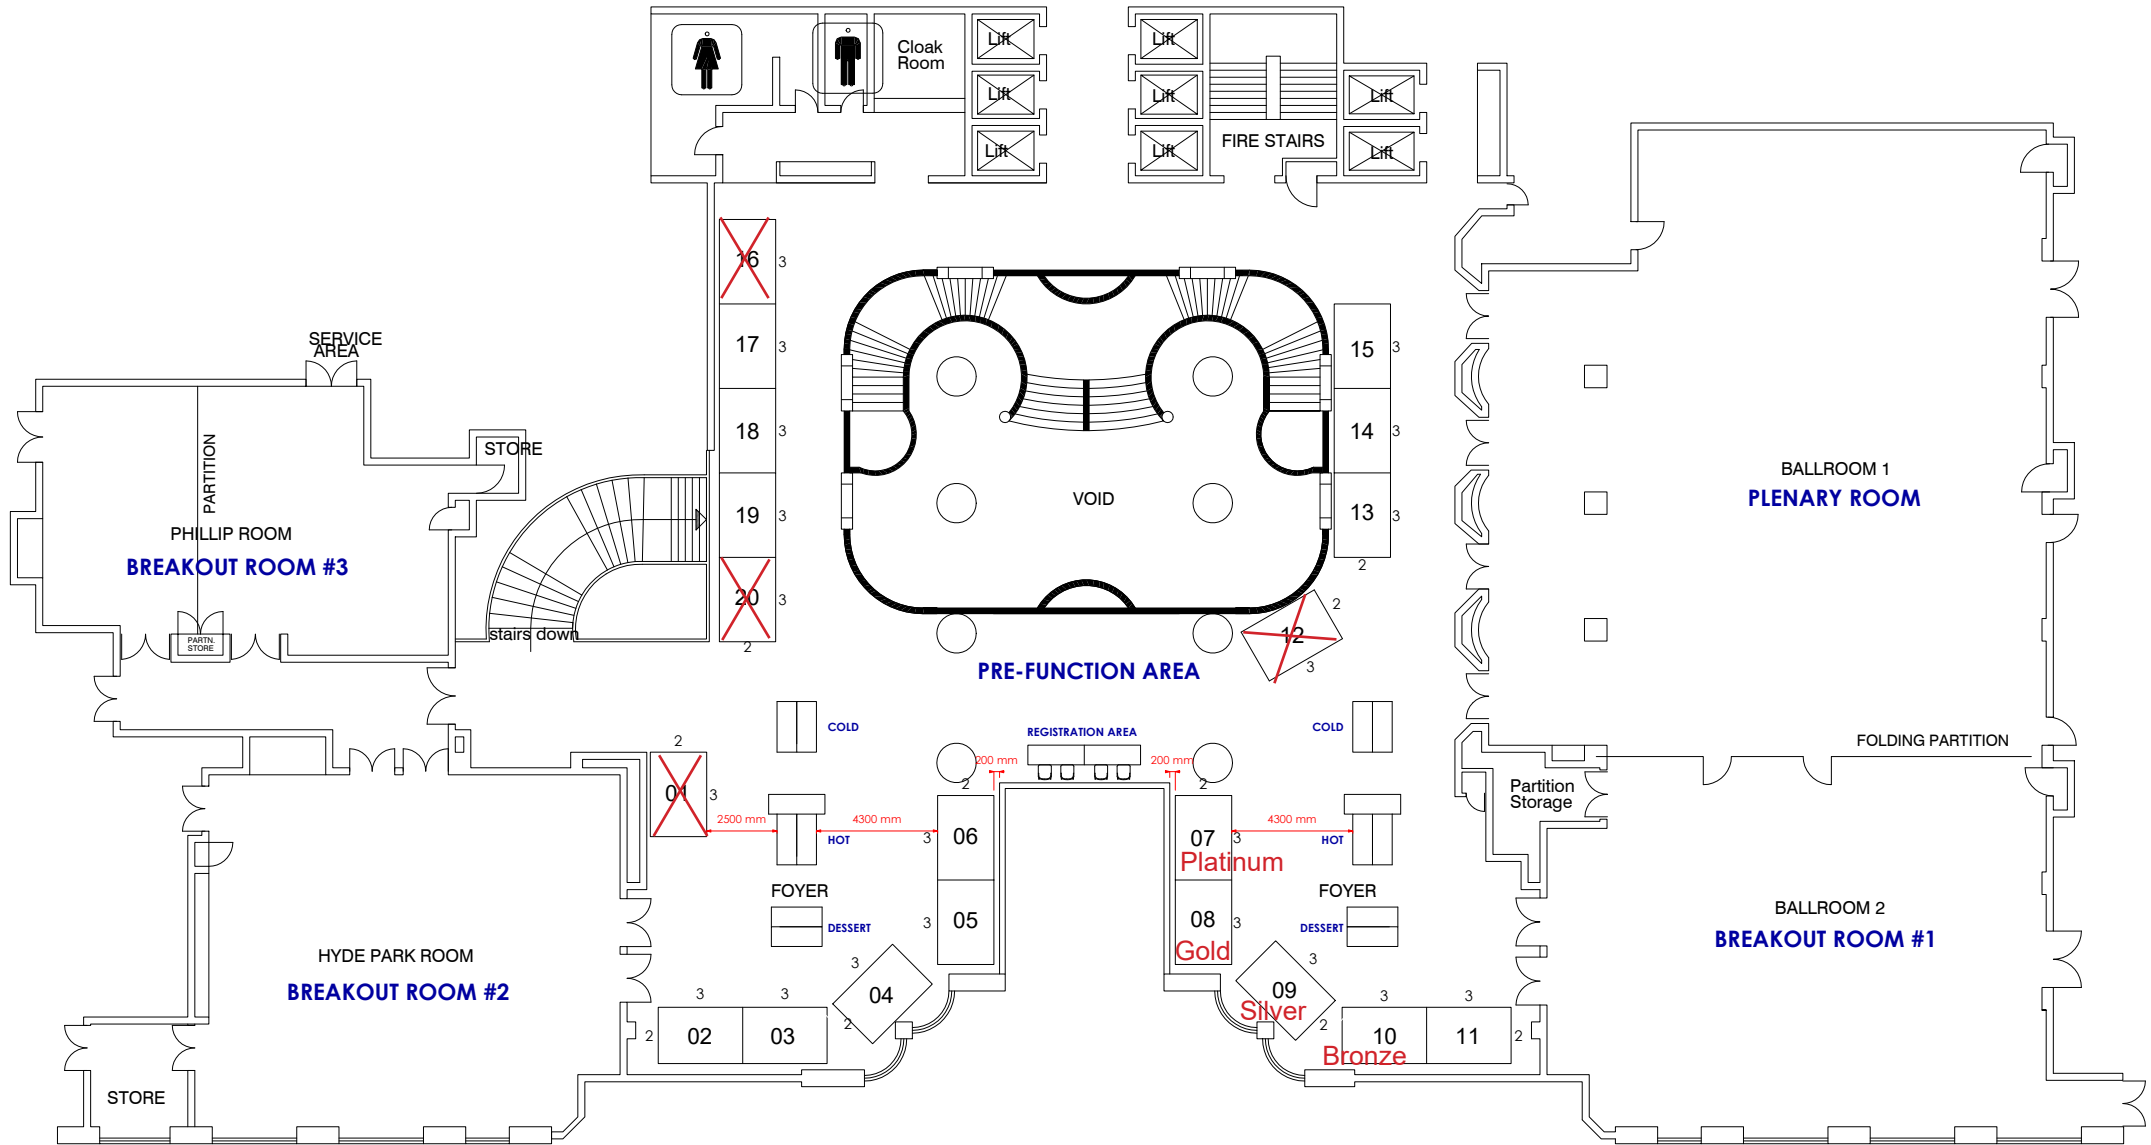 Cloak
Room
Lift
Lift
Lift
Lift
Lift
Lift
Lift
Lift
FIRE STAIRS
16
3
17
3
18
3
19
3
20
3
2
15
3
14
3
13
3
2
VOID
12
2
3
SERVICE
AREA
PARTITION
STORE
PHILLIP ROOM
BREAKOUT ROOM #3
PARTN.
STORE
stairs down
BALLROOM 1
PLENARY ROOM
PRE-FUNCTION AREA
COLD
REGISTRATION AREA
COLD
FOLDING PARTITION
Partition
Storage
2
01
3
2500 mm
4300 mm
200 mm
200 mm
2
2
4300 mm
HOT
HOT
06
3
07
3
Platinum
05
3
08
3
Gold
FOYER
DESSERT
FOYER
DESSERT
3
04
2
3
09
Silver
2
3
3
2
02
03
3
3
10
11
2
Bronze
HYDE PARK ROOM
BREAKOUT ROOM #2
BALLROOM 2
BREAKOUT ROOM #1
STORE